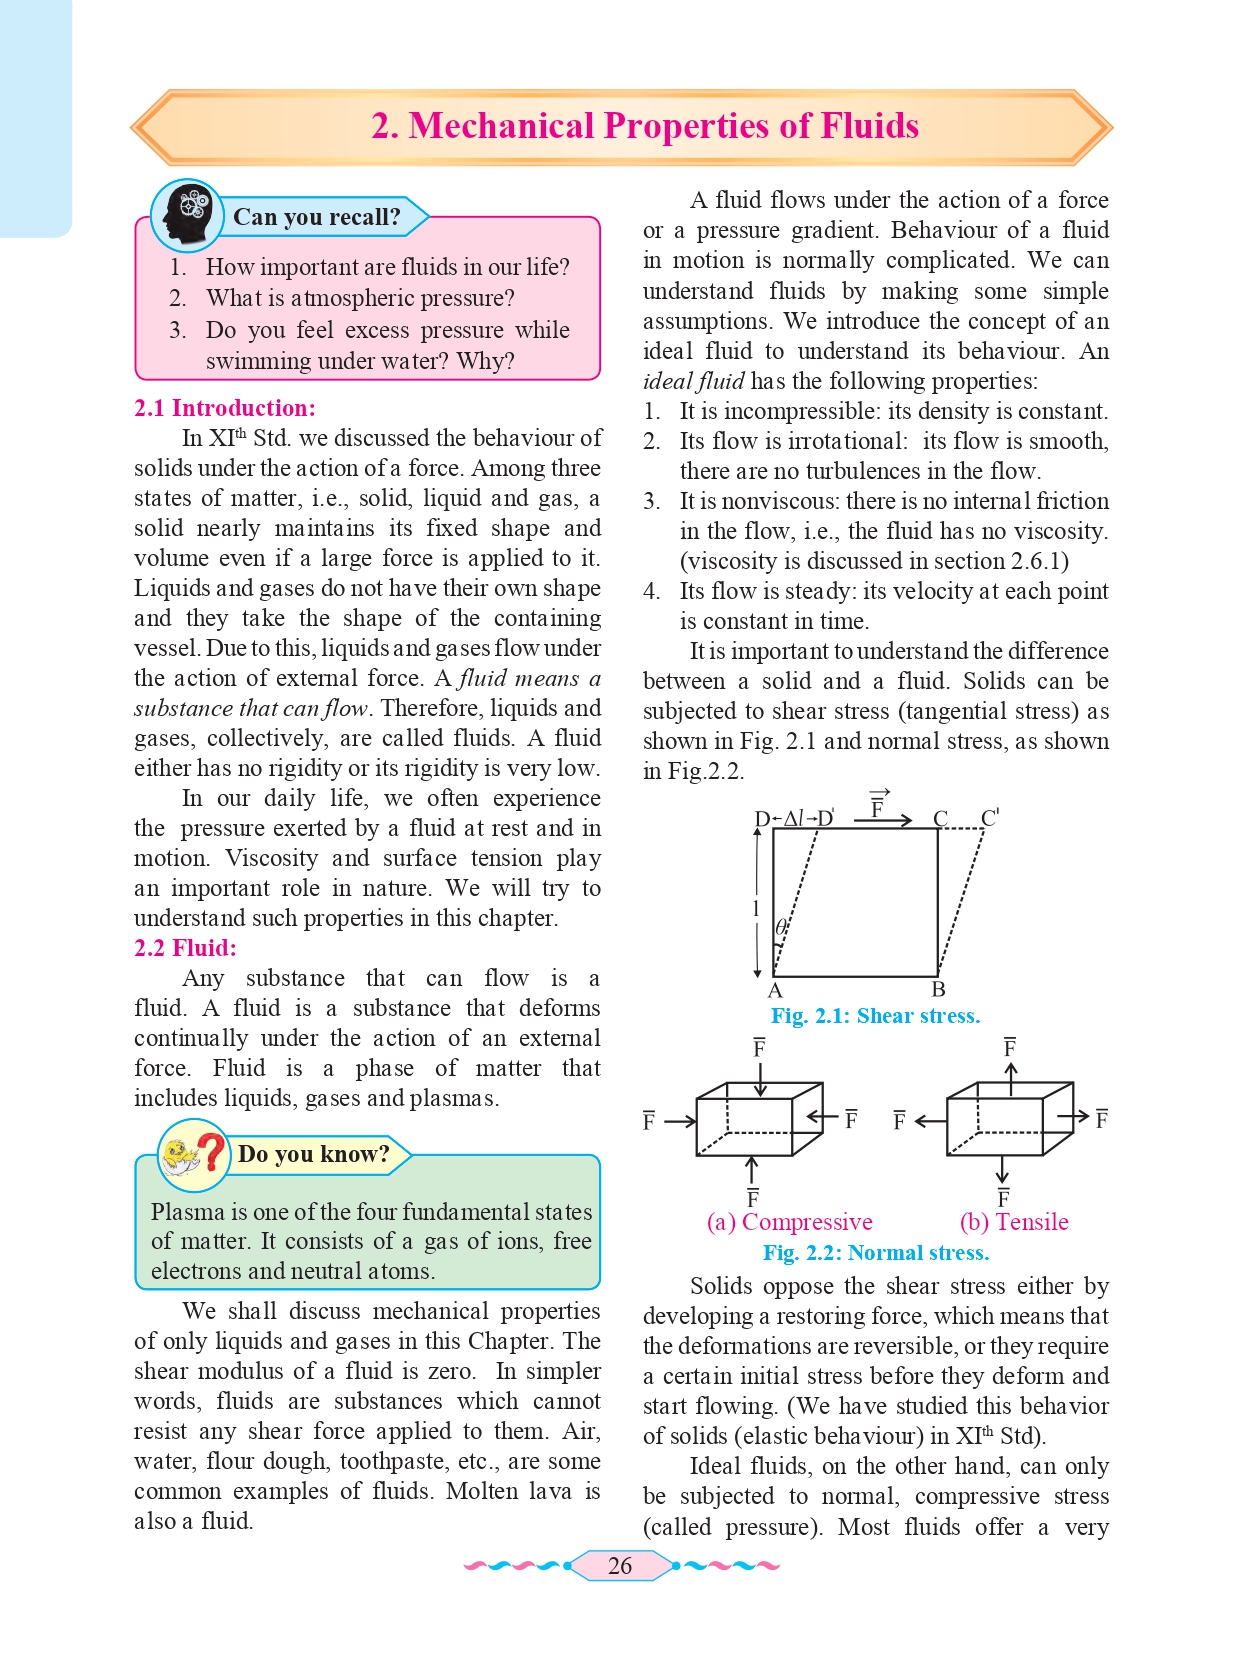 2. Mechanical Properties of Fluids
Can you recall?
1. How important are fluids in our life?
2. What is atmospheric pressure?
3. Do you feel excess pressure while
swimming under water? Why?
2.1 Introduction:
In XIth Std. we discussed the behaviour of
solids under the action of a force. Among three
states of matter, i.e., solid, liquid and gas, a
solid nearly maintains its fixed shape and
volume even if a large force is applied to it.
Liquids and gases do not have their own shape
and they take the shape of the containing
vessel. Due to this, liquids and gases flow under
the action of external force. A fluid means a
substance that can flow. Therefore, liquids and
gases, collectively, are called fluids. A fluid
either has no rigidity or its rigidity is very low.
In our daily life, we often experience
the pressure exerted by a fluid at rest and in
motion. Viscosity and surface tension play
an important role in nature. We will try to
understand such properties in this chapter.
2.2 Fluid:
Any substance that can flow is a
fluid. A fluid is a substance that deforms
continually under the action of an external
force. Fluid is a phase of matter that
includes liquids, gases and plasmas.
Do you know?
Plasma is one of the four fundamental states
of matter. It consists of a gas of ions, free
electrons and neutral atoms.
We shall discuss mechanical properties
of only liquids and gases in this Chapter. The
shear modulus of a fluid is zero. In simpler
words, fluids are substances which cannot
resist any shear force applied to them. Air,
water, flour dough, toothpaste, etc., are some
common examples of fluids. Molten lava is
also a fluid.
A fluid flows under the action of a force
or a pressure gradient. Behaviour of a fluid
in motion is normally complicated. We can
understand fluids by making some simple
assumptions. We introduce the concept of an
ideal fluid to understand its behaviour. An
ideal fluid has the following properties:
1. It is incompressible: its density is constant.
2. Its flow is irrotational: its flow is smooth,
there are no turbulences in the flow.
3. It is nonviscous: there is no internal friction
in the flow, i.e., the fluid has no viscosity.
(viscosity is discussed in section 2.6.1)
4. Its flow is steady: its velocity at each point
is constant in time.
It is important to understand the difference
between a solid and a fluid. Solids can be
subjected to shear stress (tangential stress) as
shown in Fig. 2.1 and normal stress, as shown
in Fig.2.2.
D Δl D' F C C'
l
θ
A B
Fig. 2.1: Shear stress.
F F
F F F F
F F
(a) Compressive (b) Tensile
Fig. 2.2: Normal stress.
Solids oppose the shear stress either by
developing a restoring force, which means that
the deformations are reversible, or they require
a certain initial stress before they deform and
start flowing. (We have studied this behavior
of solids (elastic behaviour) in XIth Std).
Ideal fluids, on the other hand, can only
be subjected to normal, compressive stress
(called pressure). Most fluids offer a very
26